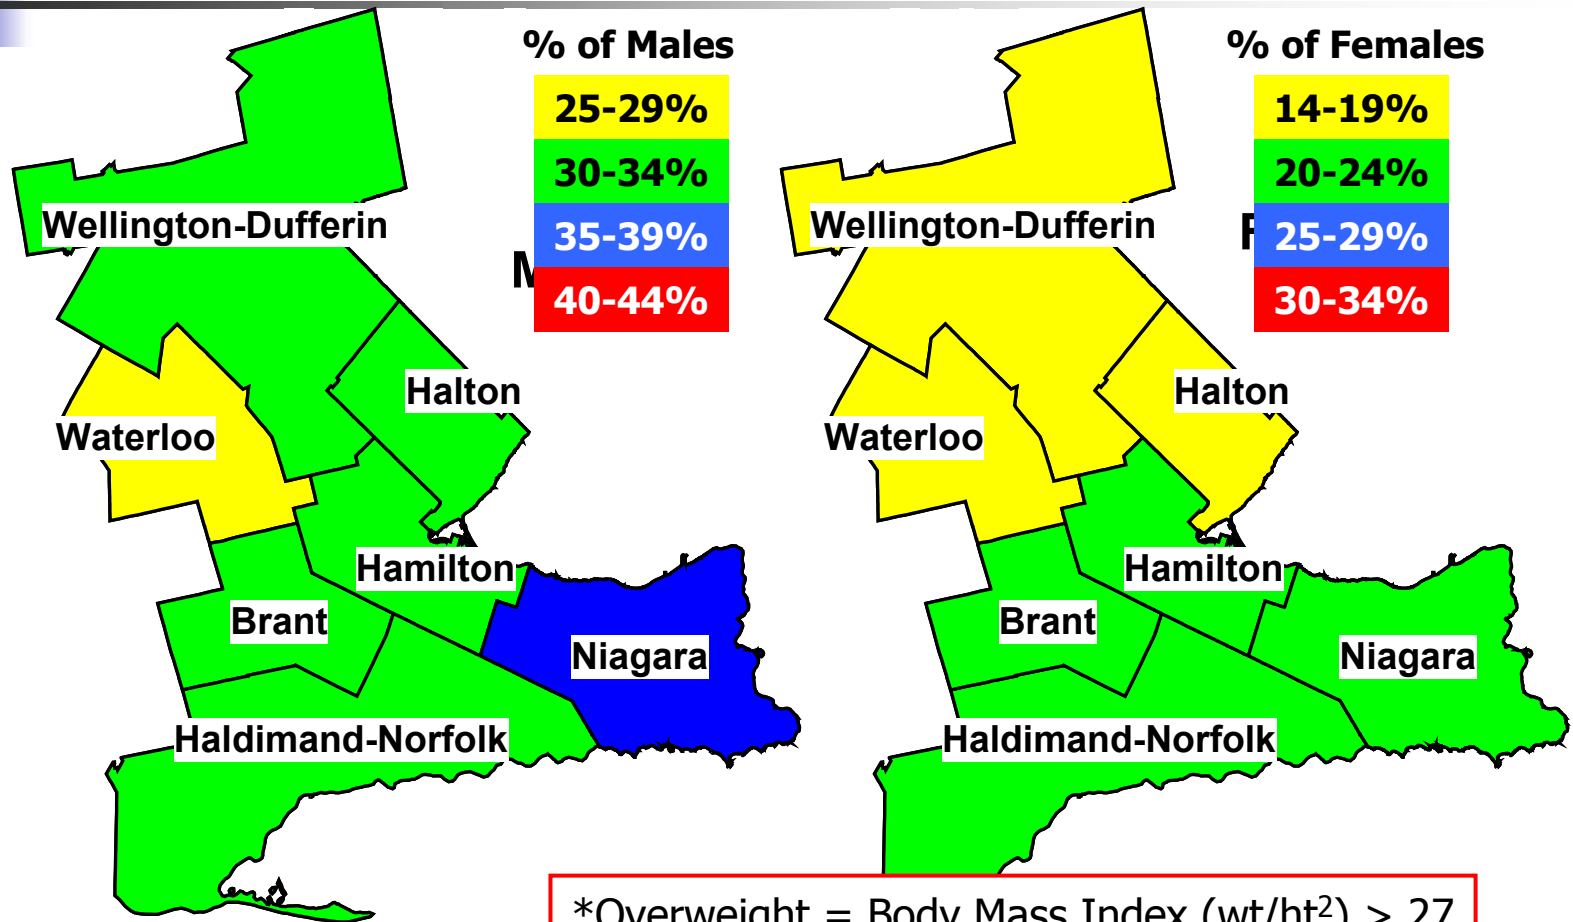 % of Males
25-29%
30-34%
35-39%
40-44%
Wellington-Dufferin
Halton
Waterloo
Hamilton
Brant
Niagara
Haldimand-Norfolk
% of Females
14-19%
20-24%
25-29%
30-34%
Wellington-Dufferin
Halton
Waterloo
Hamilton
Brant
Niagara
Haldimand-Norfolk
*Overweight = Body Mass Index (wt/ht²) > 27